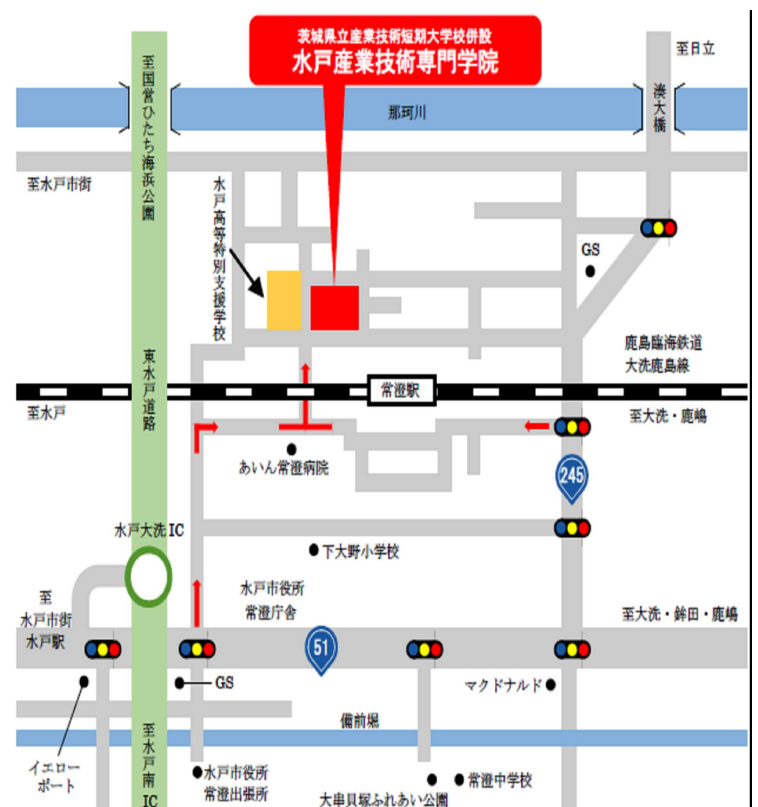 茨城県立産業技術短期大学校併設
水戸産業技術専門学院
至日立
至国営ひたち海浜公園
那珂川
湊大橋
至水戸市街
水戸高等特別支援学校
GS
鹿島臨海鉄道
大洗鹿島線
東水戸道路
常澄駅
至水戸
至大洗・鹿嶋
あいん常澄病院
245
水戸大洗IC
下大野小学校
至
水戸市街
水戸駅
水戸市役所
常澄庁舎
至大洗・鉾田・鹿嶋
51
GS
マクドナルド
備前堀
至水戸南IC
イエロー
ポート
水戸市役所
常澄出張所
常澄中学校
大串貝塚ふれあい公園